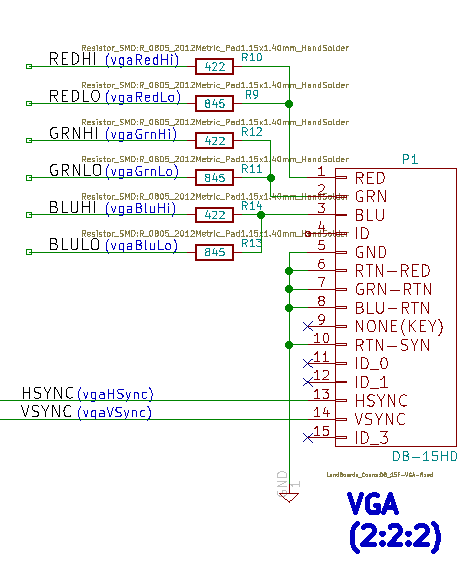 Resistor_SMD:R_0805_2012Metric_Pad1.15x1.40mm_HandSolder
REDHI (vgaRedHi) 422 R10
Resistor_SMD:R_0805_2012Metric_Pad1.15x1.40mm_HandSolder
REDLO (vgaRedLo) 845 R9
Resistor_SMD:R_0805_2012Metric_Pad1.15x1.40mm_HandSolder
GRNHI (vgaGrnHi) 422 R12
Resistor_SMD:R_0805_2012Metric_Pad1.15x1.40mm_HandSolder
GRNLO (vgaGrnLo) 845 R11
Resistor_SMD:R_0805_2012Metric_Pad1.15x1.40mm_HandSolder
BLUHI (vgaBluHi) 422 R14
Resistor_SMD:R_0805_2012Metric_Pad1.15x1.40mm_HandSolder
BLULO (vgaBluLo) 845 R13
P1
1 RED
2 GRN
3 BLU
4 ID
5 GND
6 RTN-RED
7 GRN-RTN
8 BLU-RTN
9 NONE(KEY)
10 RTN-SYN
11 ID_0
12 ID_1
HSYNC (vgaHSync) 13 HSYNC
VSYNC (vgaVSync) 14 VSYNC
15 ID_3
DB-15HD
GND 1
VGA
(2:2:2)